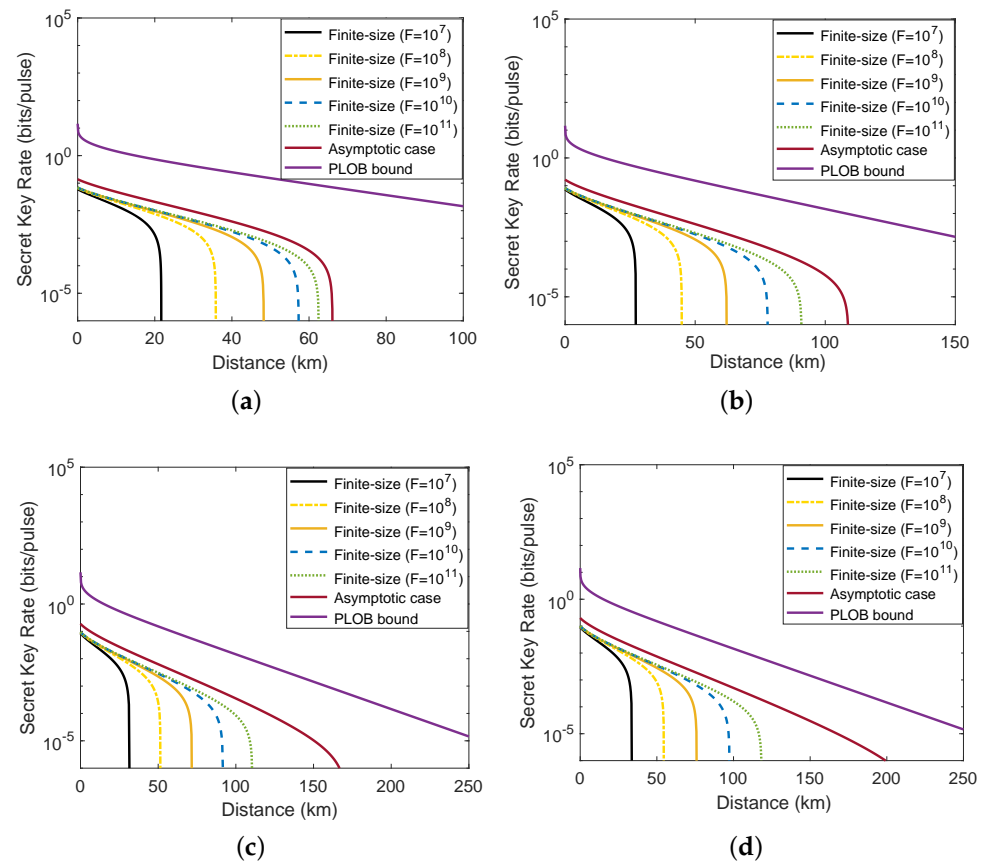 10^5
10^0
10^-5
Secret Key Rate (bits/pulse)
Finite-size (F=10^7)
Finite-size (F=10^8)
Finite-size (F=10^9)
Finite-size (F=10^10)
Finite-size (F=10^11)
Asymptotic case
PLOB bound
0 20 40 60 80 100
Distance (km)
(a)
10^5
10^0
10^-5
Secret Key Rate (bits/pulse)
Finite-size (F=10^7)
Finite-size (F=10^8)
Finite-size (F=10^9)
Finite-size (F=10^10)
Finite-size (F=10^11)
Asymptotic case
PLOB bound
0 50 100 150
Distance (km)
(b)
10^5
10^0
10^-5
Secret Key Rate (bits/pulse)
Finite-size (F=10^7)
Finite-size (F=10^8)
Finite-size (F=10^9)
Finite-size (F=10^10)
Finite-size (F=10^11)
Asymptotic case
PLOB bound
0 50 100 150 200 250
Distance (km)
(c)
10^5
10^0
10^-5
Secret Key Rate (bits/pulse)
Finite-size (F=10^7)
Finite-size (F=10^8)
Finite-size (F=10^9)
Finite-size (F=10^10)
Finite-size (F=10^11)
Asymptotic case
PLOB bound
0 50 100 150 200 250
Distance (km)
(d)